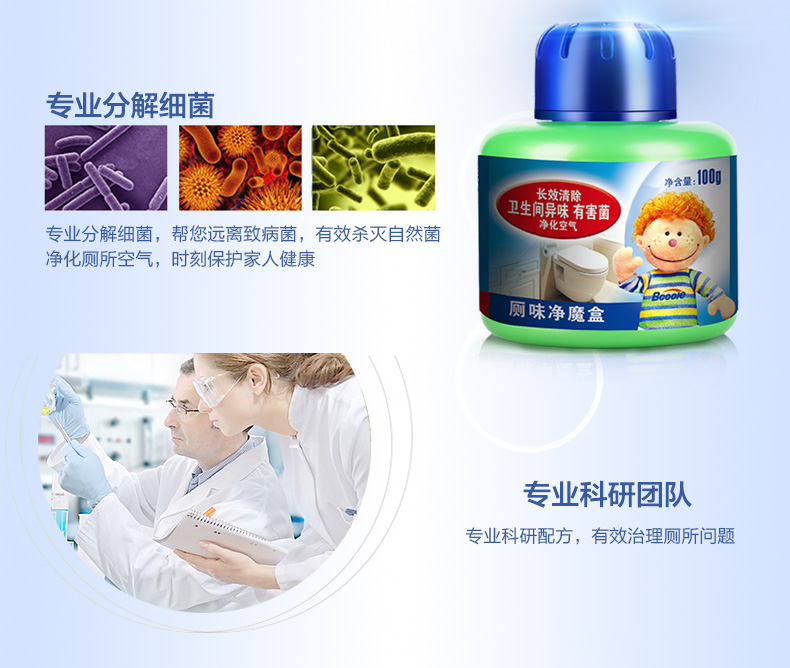 专业分解细菌
专业分解细菌，帮您远离致病菌，有效杀灭自然菌
净化厕所空气，时刻保护家人健康
净含量：100g
长效清除
卫生间异味 有害菌
净化空气
Beoole
厕味净魔盒
专业科研团队
专业科研配方，有效治理厕所问题